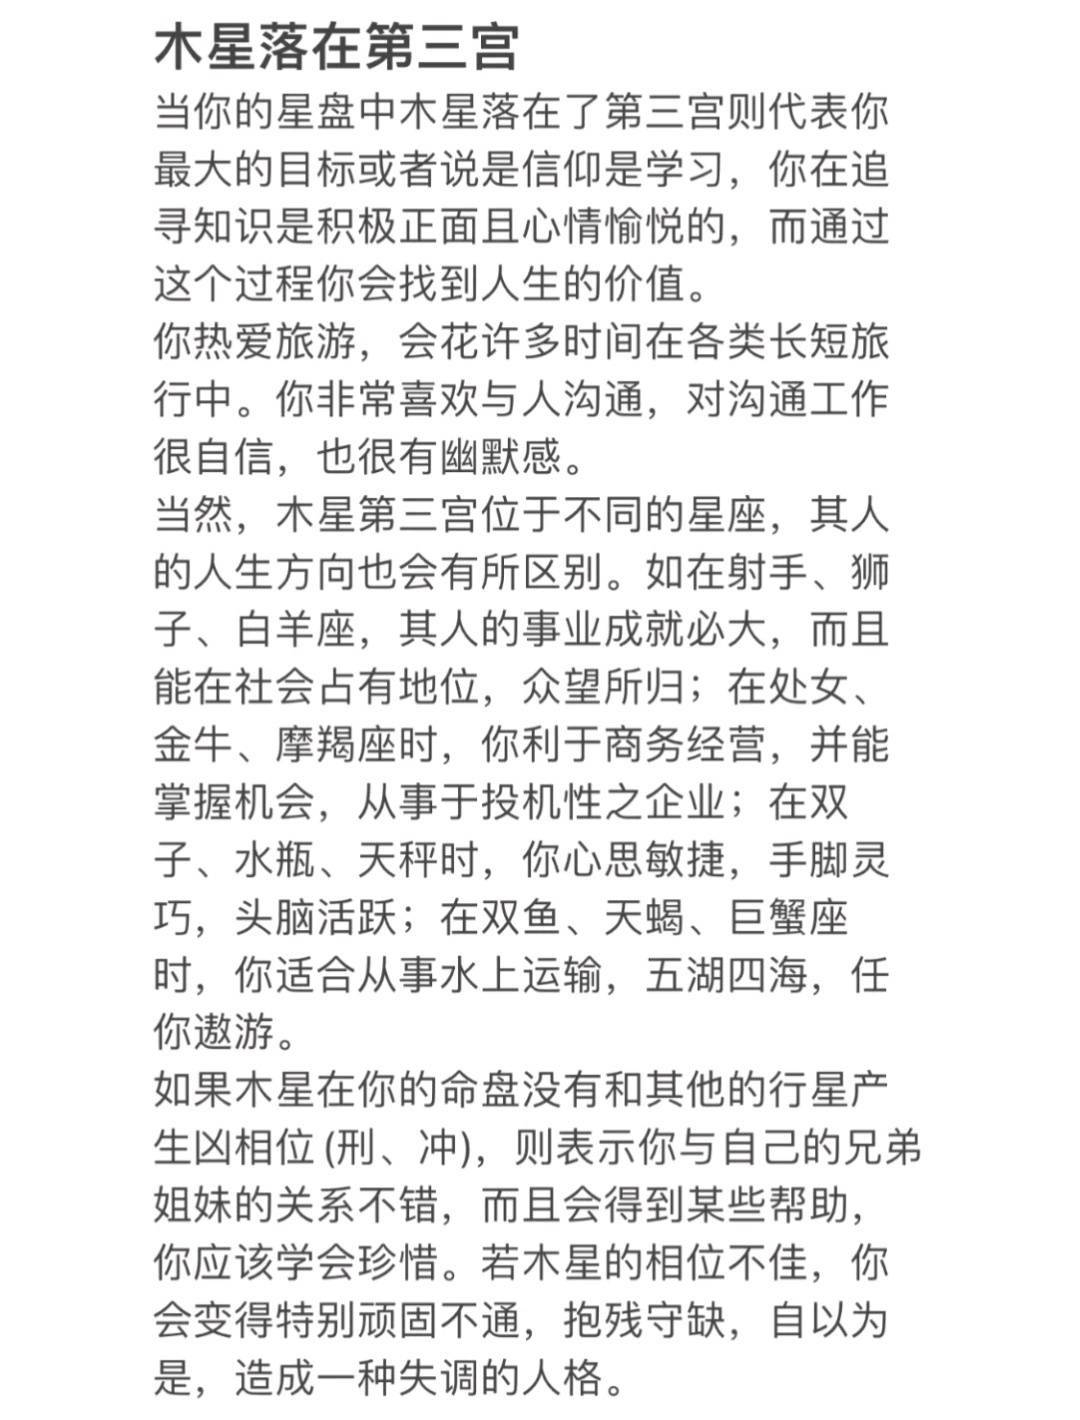 木星落在第三宫
当你的星盘中木星落在了第三宫则代表你
最大的目标或者说是信仰是学习，你在追
寻知识是积极正面且心情愉悦的，而通过
这个过程你会找到人生的价值。
你热爱旅游，会花许多时间在各类长短旅
行中。你非常喜欢与人沟通，对沟通工作
很自信，也很有幽默感。
当然，木星第三宫位于不同的星座，其人
的人生方向也会有所区别。如在射手、狮
子、白羊座，其人的事业成就必大，而且
能在社会占有地位，众望所归；在处女、
金牛、摩羯座时，你利于商务经营，并能
掌握机会，从事于投机性之企业；在双
子、水瓶、天秤时，你心思敏捷，手脚灵
巧，头脑活跃；在双鱼、天蝎、巨蟹座
时，你适合从事水上运输，五湖四海，任
你遨游。
如果木星在你的命盘没有和其他的行星产
生凶相位 (刑、冲)，则表示你与自己的兄弟
姐妹的关系不错，而且会得到某些帮助，
你应该学会珍惜。若木星的相位不佳，你
会变得特别顽固不通，抱残守缺，自以为
是，造成一种失调的人格。